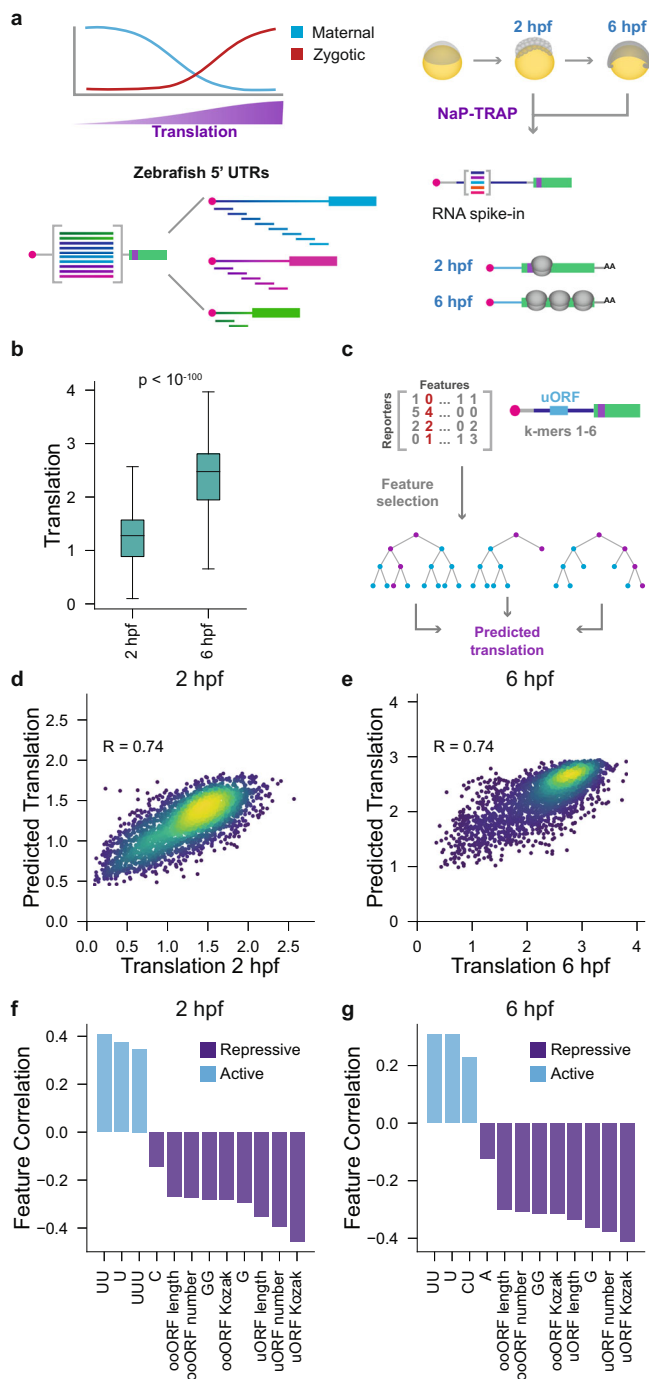 a
Maternal
Zygotic
Translation
2 hpf
6 hpf
NaP-TRAP
Zebrafish 5' UTRs
RNA spike-in
2 hpf
AA
6 hpf
AA
b
p < 10-100
Translation
4
3
2
1
0
2 hpf
6 hpf
c
Features
Reporters
1 0 ... 1 1
5 4 ... 0 0
2 2 ... 0 2
0 1 ... 1 3
uORF
k-mers 1-6
Feature
selection
Predicted
translation
d
2 hpf
R = 0.74
Predicted Translation
2.5
2.0
1.5
1.0
0.5
0.0
0.0 0.5 1.0 1.5 2.0 2.5
Translation 2 hpf
e
6 hpf
R = 0.74
Predicted Translation
4
3
2
1
0
0 1 2 3 4
Translation 6 hpf
f
2 hpf
Repressive
Active
Feature Correlation
0.4
0.2
0.0
−0.2
−0.4
UU
U
UUU
C
ooORF length
ooORF number
GG
ooORF Kozak
G
uORF length
uORF number
uORF Kozak
g
6 hpf
Repressive
Active
Feature Correlation
0.2
0.0
−0.2
−0.4
UU
U
CU
A
ooORF length
ooORF number
GG
ooORF Kozak
uORF length
G
uORF number
uORF Kozak